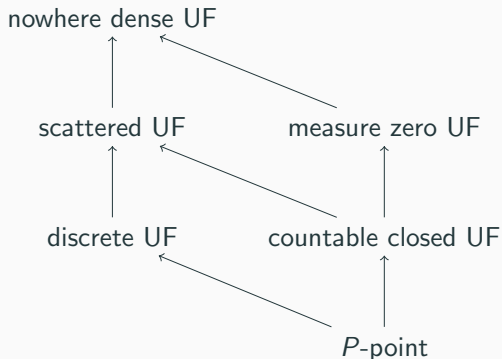 nowhere dense UF
scattered UF measure zero UF
discrete UF countable closed UF
P-point